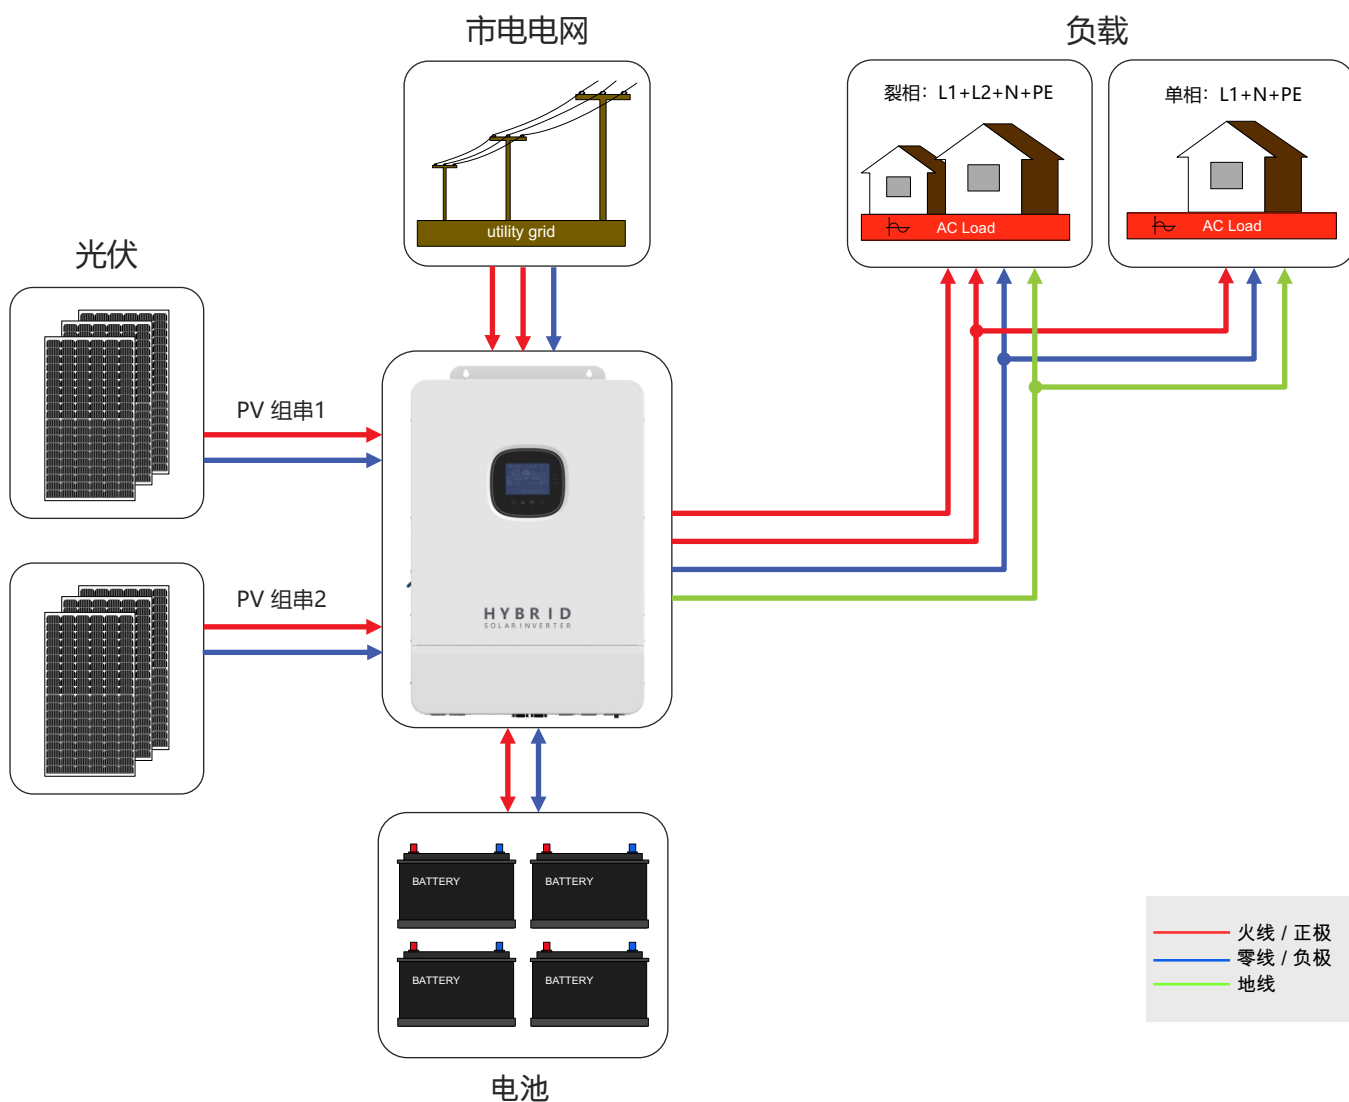 市电电网
负载
裂相：L1+L2+N+PE
单相：L1+N+PE
utility grid
AC Load
AC Load
光伏
PV 组串1
PV 组串2
HYBRID
SOLAR INVERTER
BATTERY
BATTERY
BATTERY
BATTERY
电池
火线 / 正极
零线 / 负极
地线